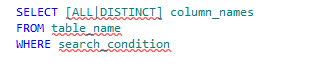 SELECT [ALL|DISTINCT] column_names
FROM table_name
WHERE search_condition